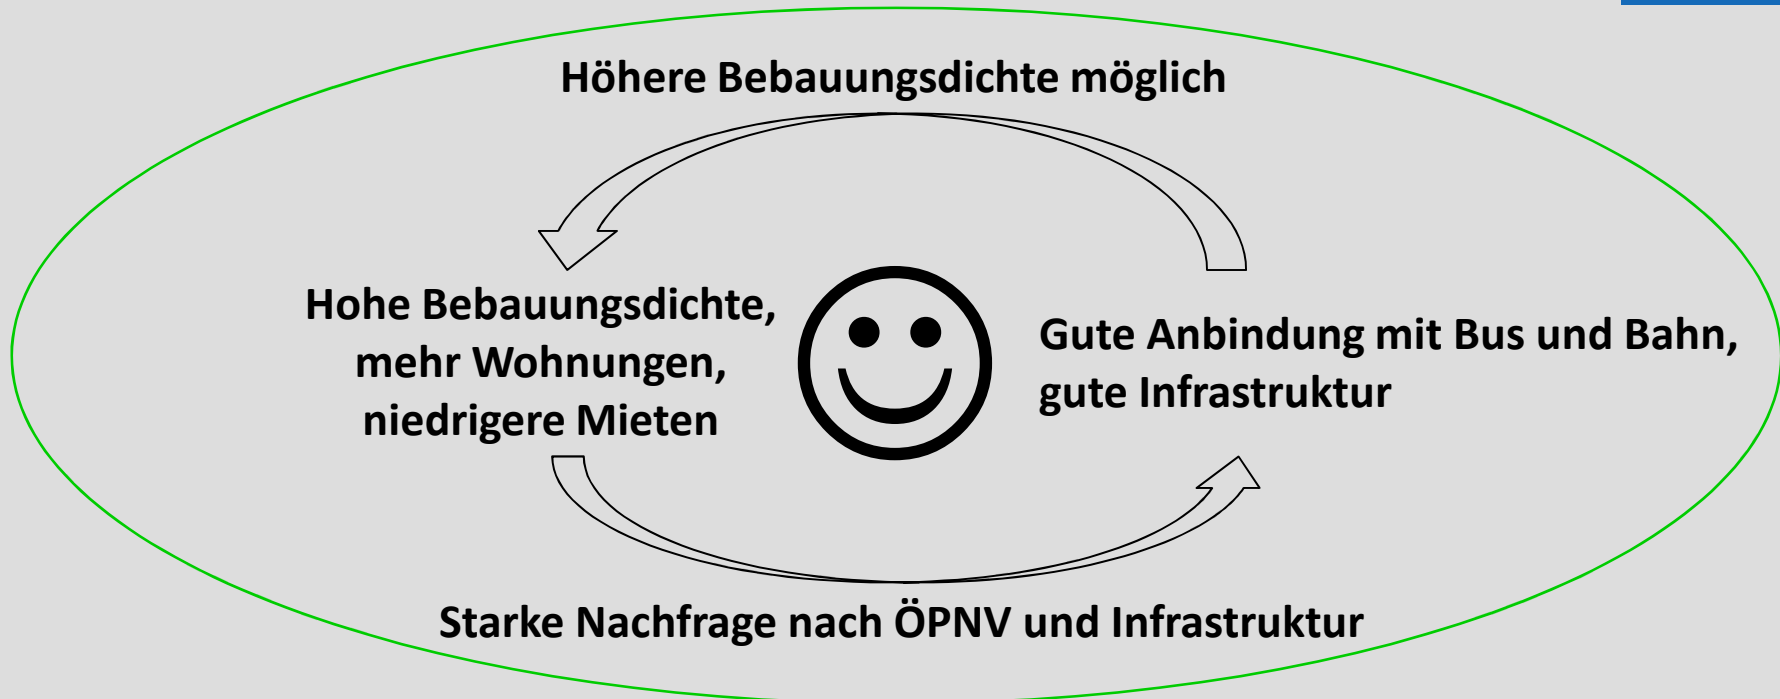 Höhere Bebauungsdichte möglich
Hohe Bebauungsdichte,
mehr Wohnungen,
niedrigere Mieten
Gute Anbindung mit Bus und Bahn,
gute Infrastruktur
Starke Nachfrage nach ÖPNV und Infrastruktur